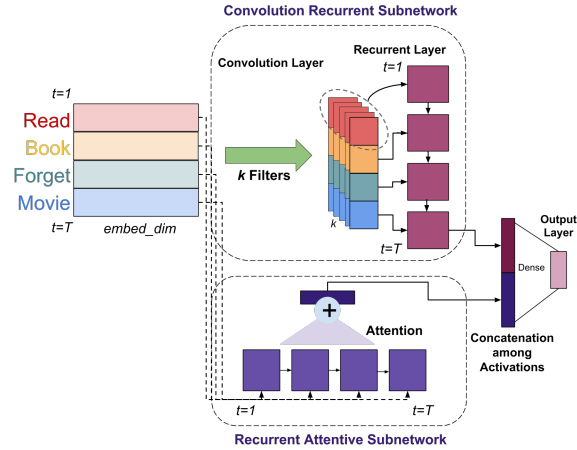 Convolution Recurrent Subnetwork
Recurrent Layer
Convolution Layer
t=1
t=1
Read
Book
Forget
Movie
t=T
embed_dim
k Filters
k
t=T
Output
Layer
Dense
Concatenation
among
Activations
+
Attention
t=1
t=T
Recurrent Attentive Subnetwork